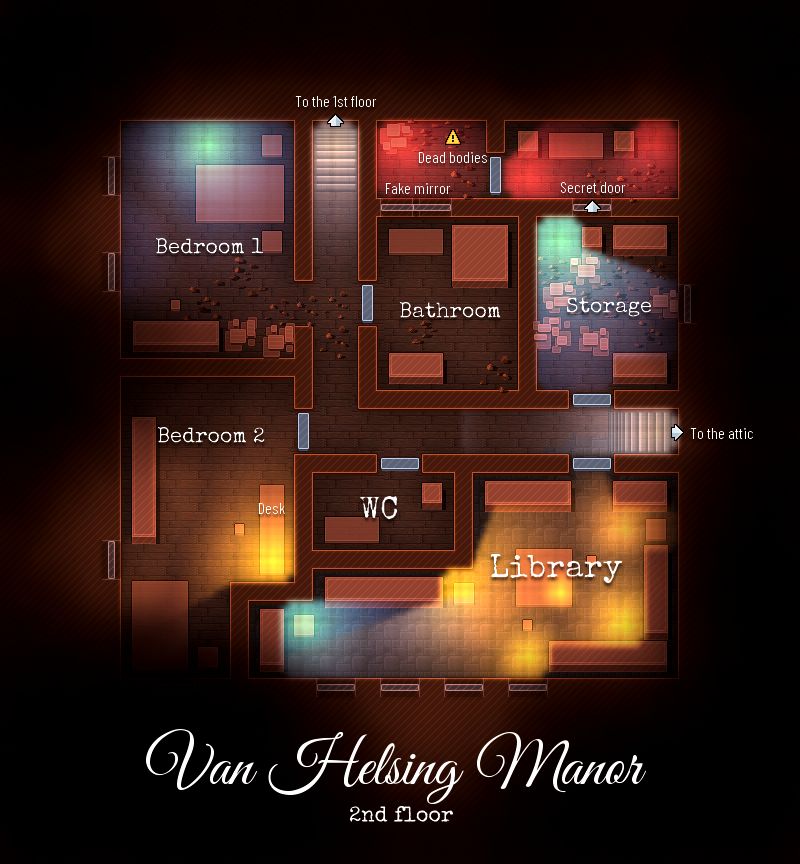 To the 1st floor
Dead bodies
Fake mirror
Secret door
Bedroom 1
Bathroom
Storage
Bedroom 2
To the attic
Desk
WC
Library
Van Helsing Manor
2nd floor